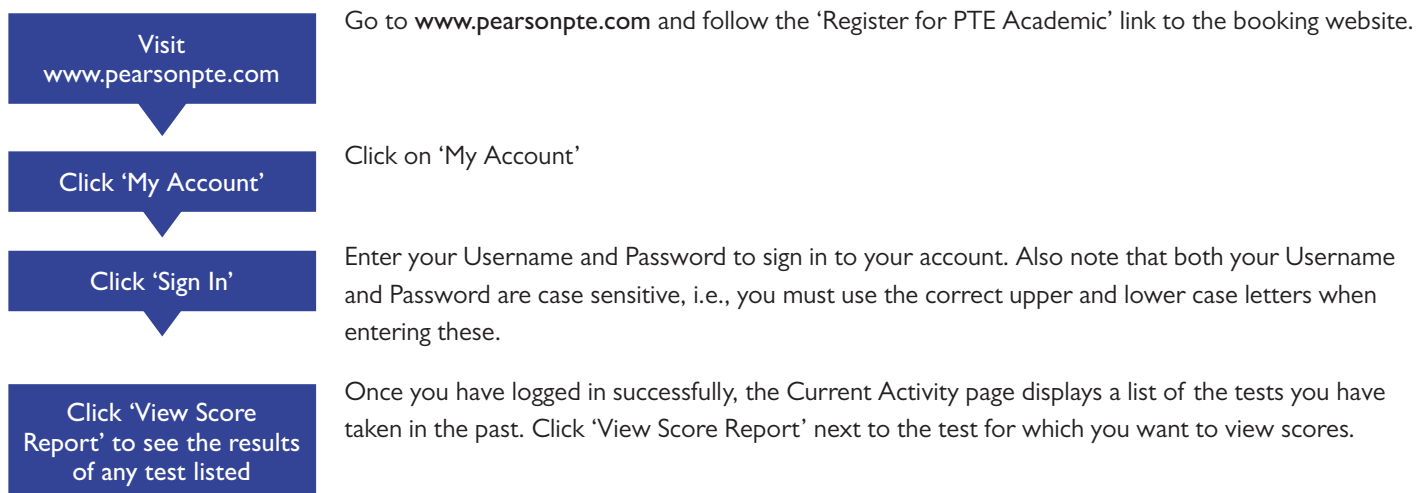 Visit
www.pearsonpte.com
Go to www.pearsonpte.com and follow the ‘Register for PTE Academic’ link to the booking website.
Click ‘My Account’
Click on ‘My Account’
Click ‘Sign In’
Enter your Username and Password to sign in to your account. Also note that both your Username
and Password are case sensitive, i.e., you must use the correct upper and lower case letters when
entering these.
Click ‘View Score
Report’ to see the results
of any test listed
Once you have logged in successfully, the Current Activity page displays a list of the tests you have
taken in the past. Click ‘View Score Report’ next to the test for which you want to view scores.